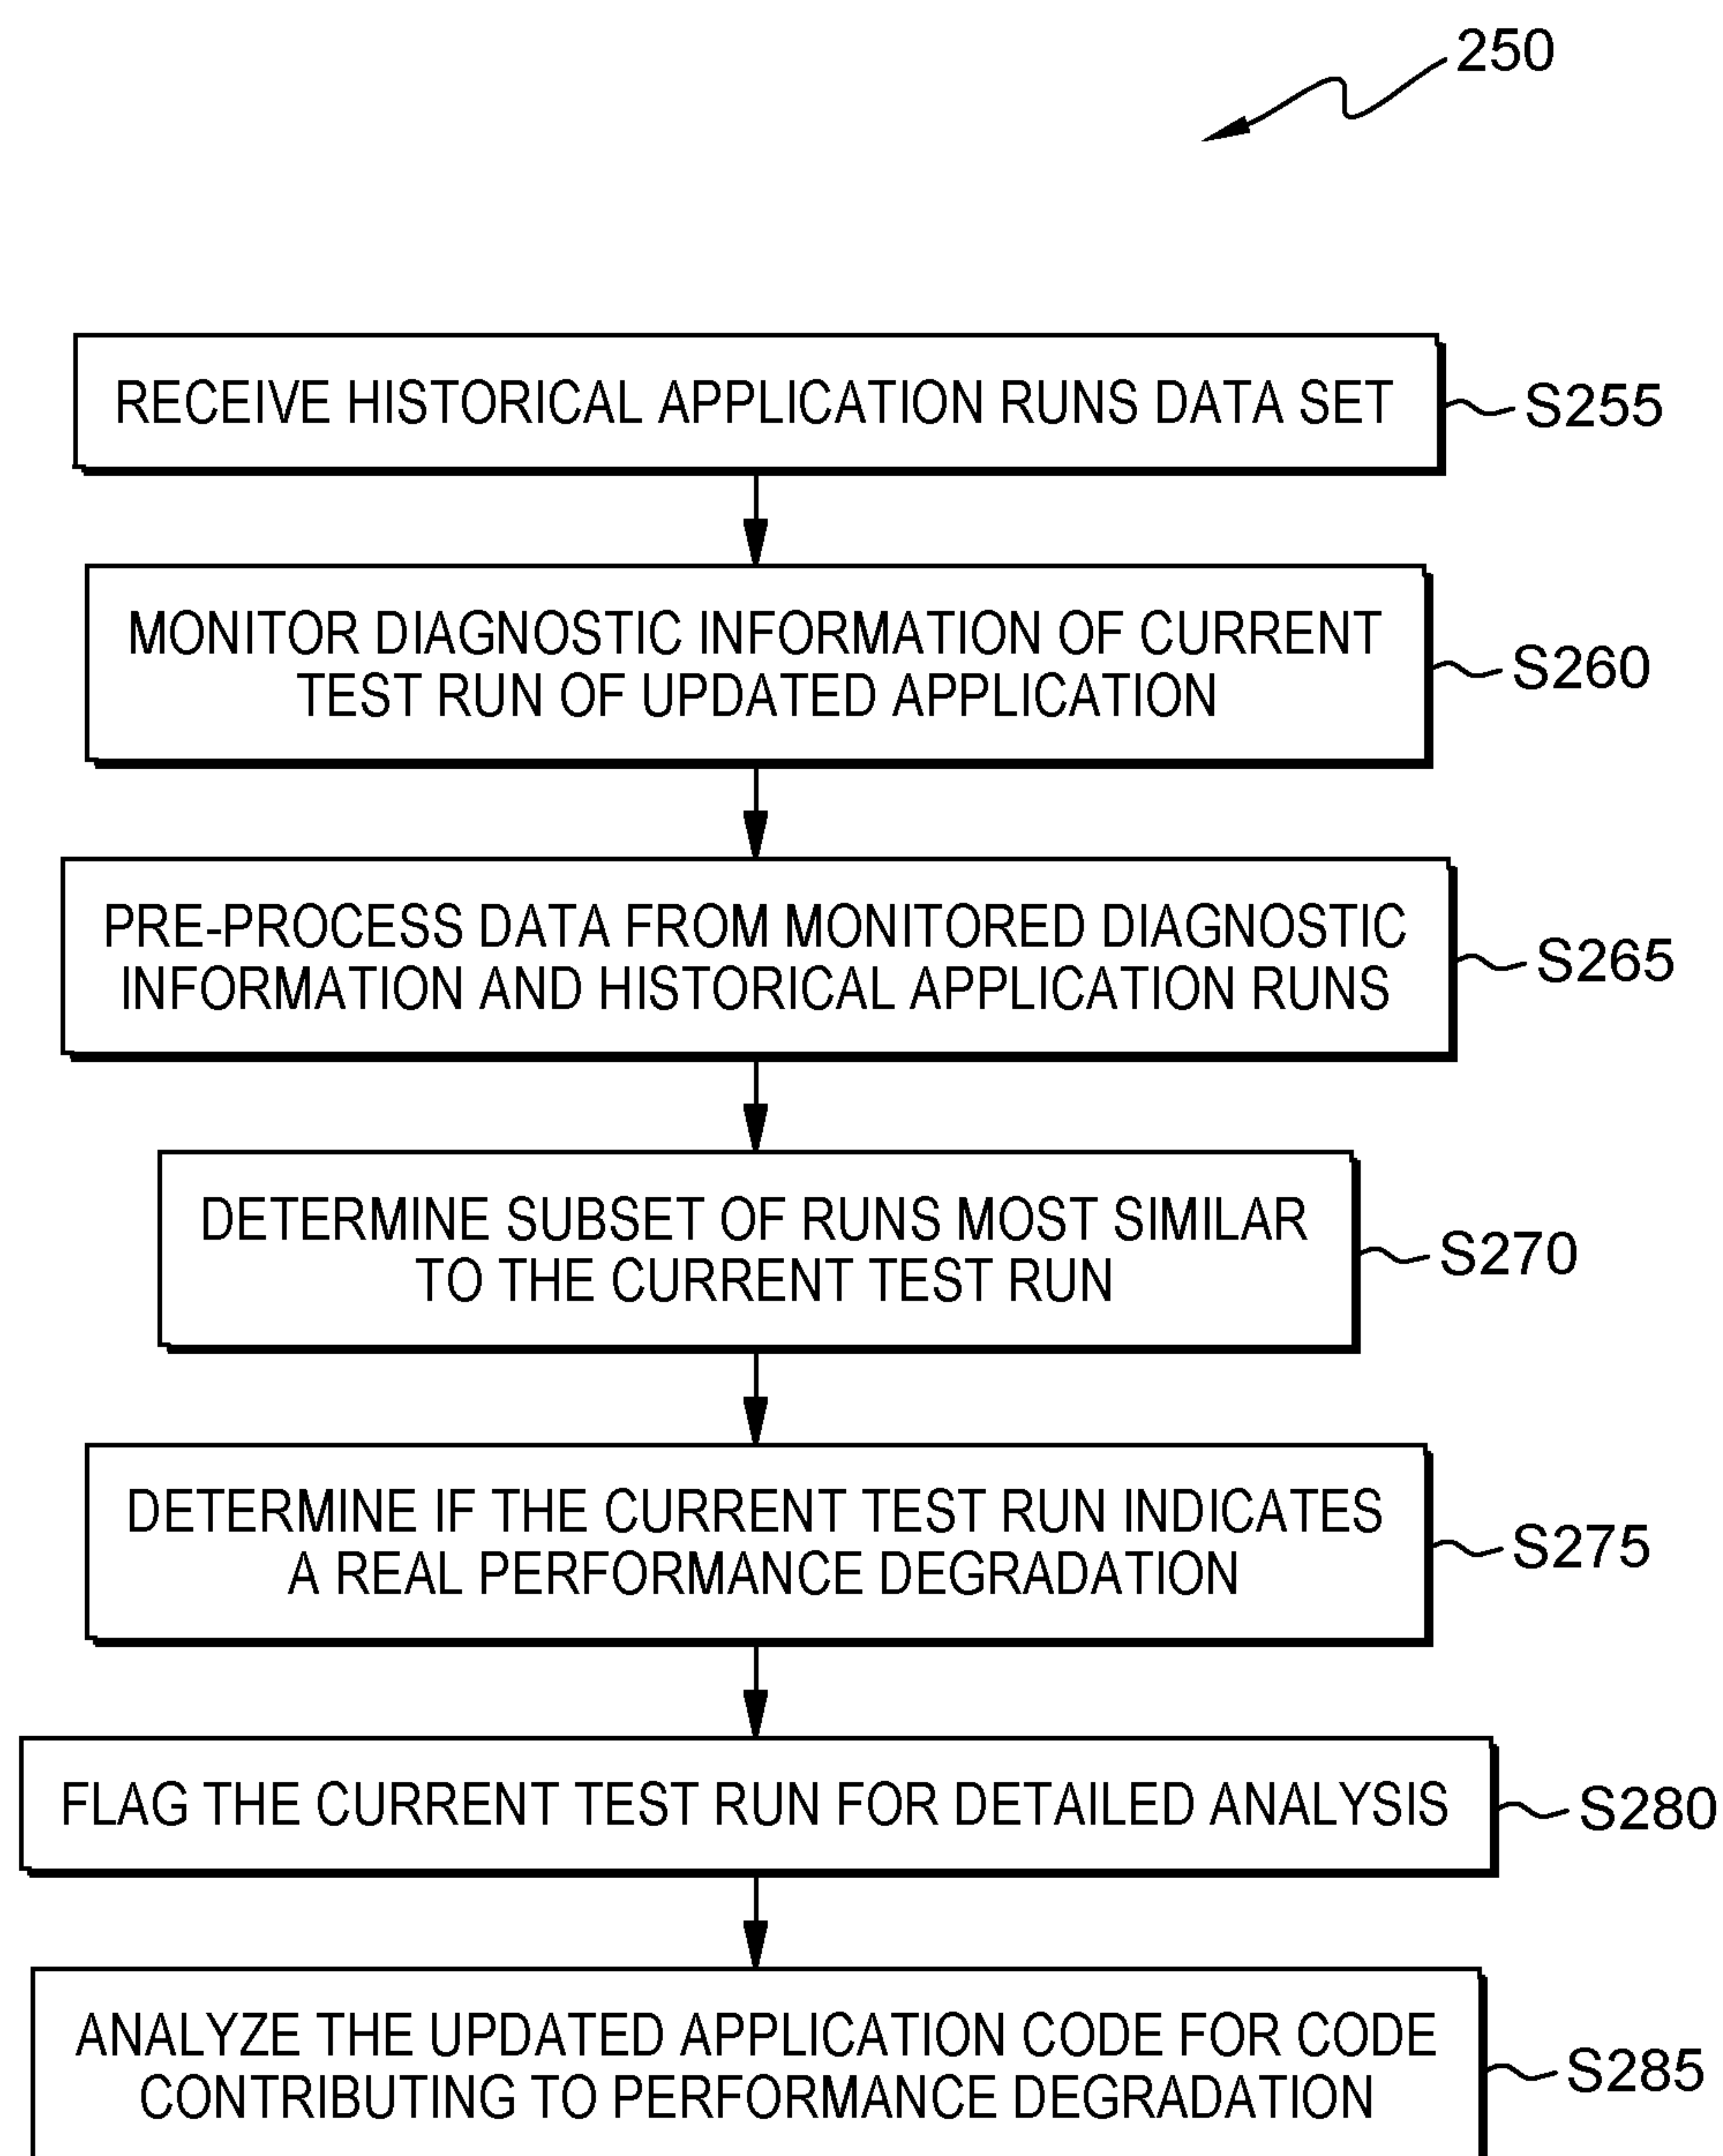 250
RECEIVE HISTORICAL APPLICATION RUNS DATA SET
S255
MONITOR DIAGNOSTIC INFORMATION OF CURRENT
TEST RUN OF UPDATED APPLICATION
S260
PRE-PROCESS DATA FROM MONITORED DIAGNOSTIC
INFORMATION AND HISTORICAL APPLICATION RUNS
S265
DETERMINE SUBSET OF RUNS MOST SIMILAR
TO THE CURRENT TEST RUN
S270
DETERMINE IF THE CURRENT TEST RUN INDICATES
A REAL PERFORMANCE DEGRADATION
S275
FLAG THE CURRENT TEST RUN FOR DETAILED ANALYSIS
S280
ANALYZE THE UPDATED APPLICATION CODE FOR CODE
CONTRIBUTING TO PERFORMANCE DEGRADATION
S285